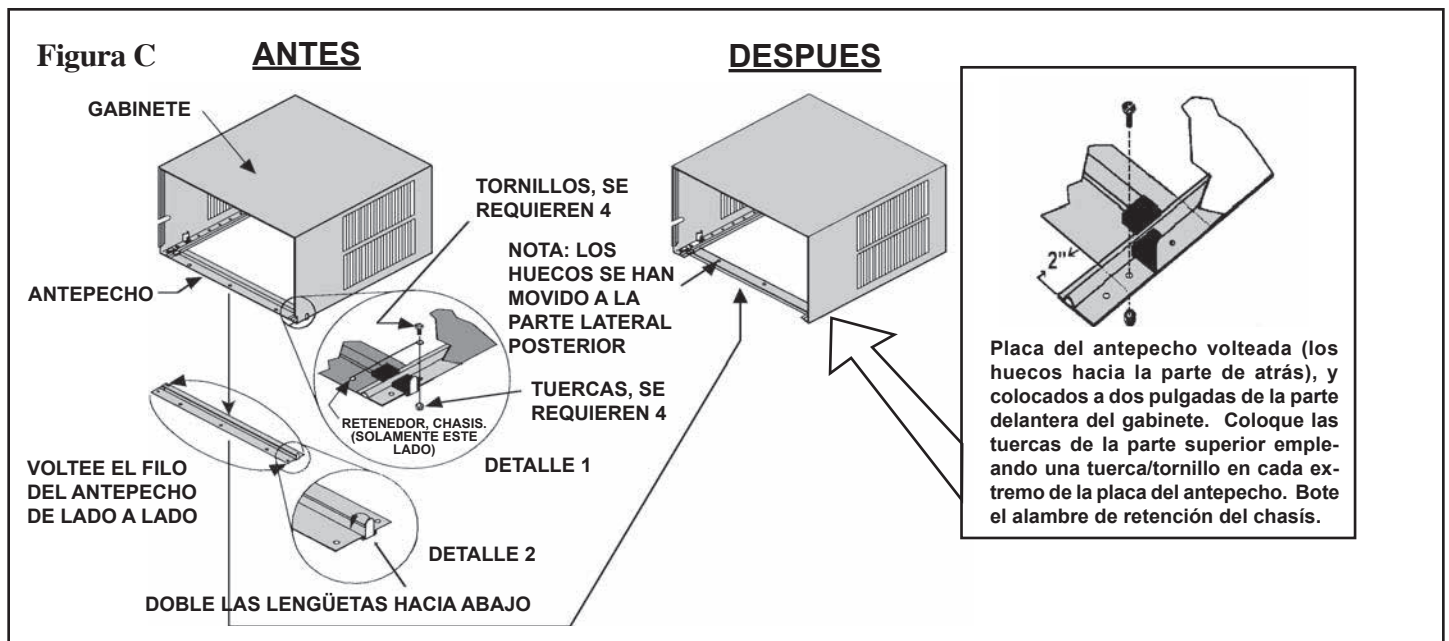 Figura C
ANTES
DESPUES
GABINETE
TORNILLOS, SE
REQUIEREN 4
NOTA: LOS
HUECOS SE HAN
MOVIDO A LA
PARTE LATERAL
POSTERIOR
ANTEPECHO
TUERCAS, SE
REQUIEREN 4
RETENEDOR, CHASIS.
(SOLAMENTE ESTE
LADO)
DETALLE 1
VOLTEE EL FILO
DEL ANTEPECHO
DE LADO A LADO
DETALLE 2
DOBLE LAS LENGÜETAS HACIA ABAJO
2"
Placa del antepecho volteada (los
huecos hacia la parte de atrás), y
colocados a dos pulgadas de la parte
delantera del gabinete. Coloque las
tuercas de la parte superior emple-
ando una tuerca/tornillo en cada ex-
tremo de la placa del antepecho. Bote
el alambre de retención del chasís.